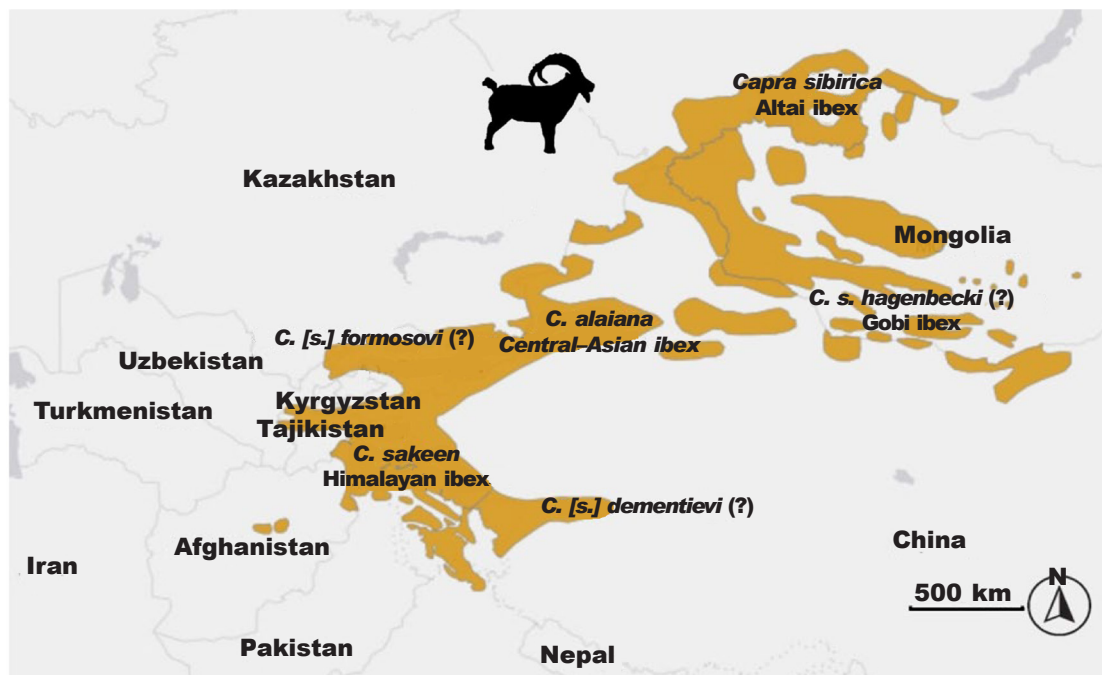 Capra sibirica
Altai ibex
Kazakhstan
Mongolia
C. s. hagenbecki (?)
Gobi ibex
C. alaiana
Central–Asian ibex
C. [s.] formosovi (?)
Uzbekistan
Kyrgyzstan
Turkmenistan
Tajikistan
C. sakeen
Himalayan ibex
C. [s.] dementievi (?)
Afghanistan
China
Iran
N
500 km
Pakistan
Nepal